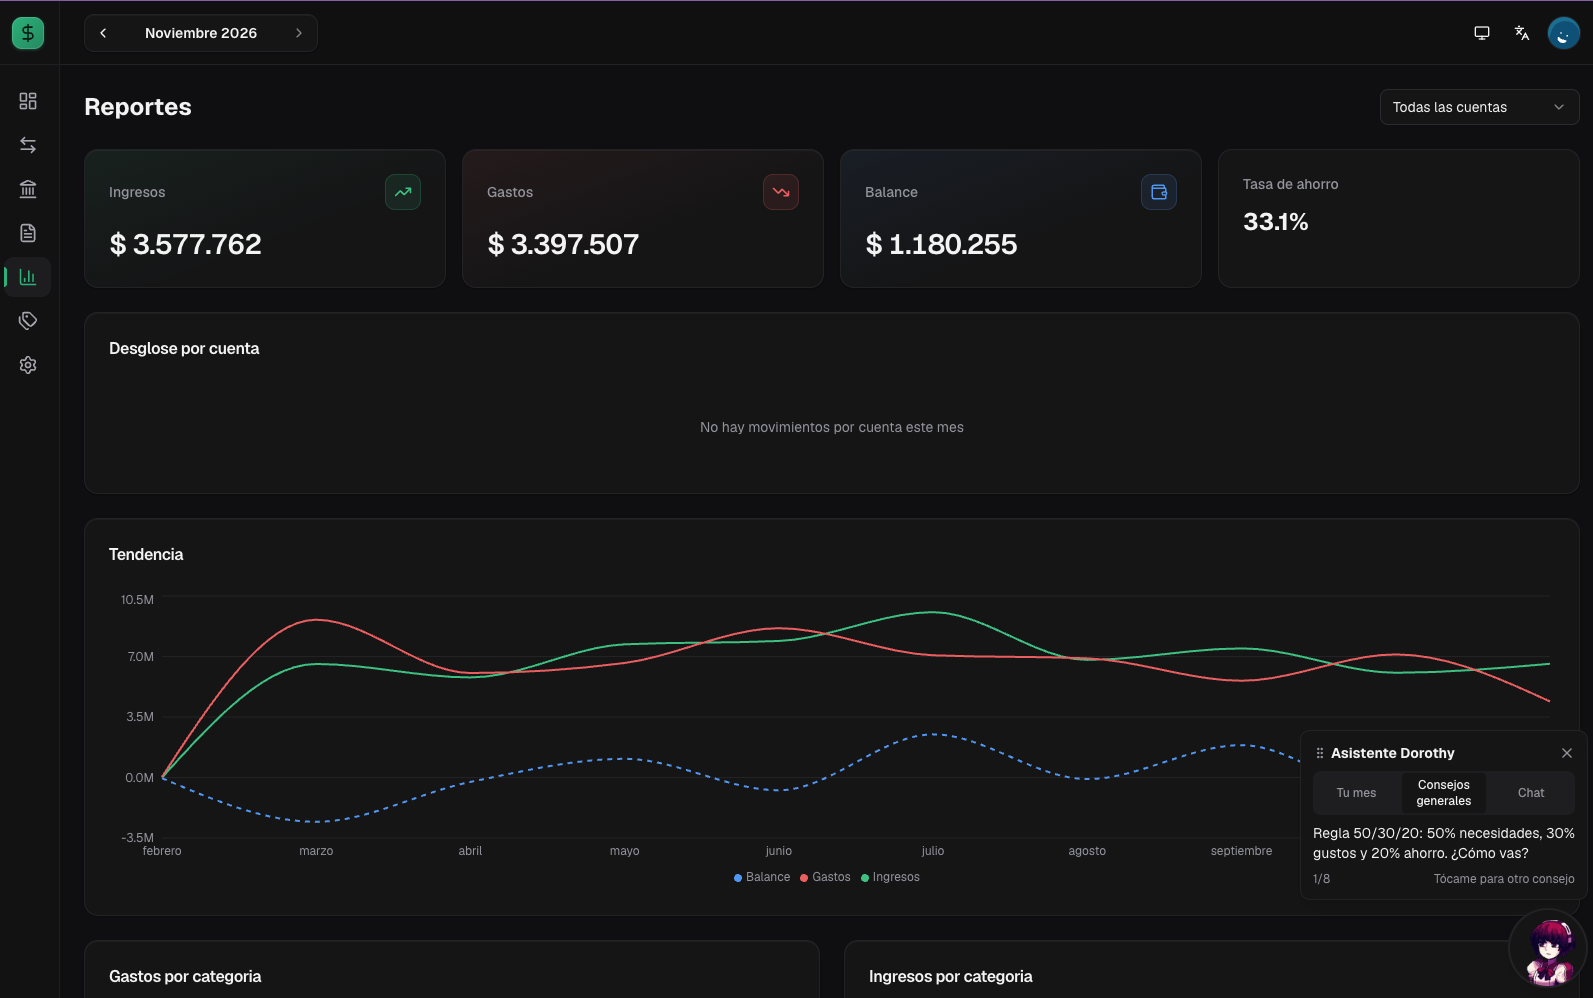 $
Noviembre 2026
Reportes
Todas las cuentas
Ingresos
$ 3.577.762
Gastos
$ 3.397.507
Balance
$ 1.180.255
Tasa de ahorro
33.1%
Desglose por cuenta
No hay movimientos por cuenta este mes
Tendencia
10.5M
7.0M
3.5M
0.0M
-3.5M
febrero
marzo
abril
mayo
junio
julio
agosto
septiembre
Balance
Gastos
Ingresos
Asistente Dorothy
Tu mes
Consejos
generales
Chat
Regla 50/30/20: 50% necesidades, 30%
gustos y 20% ahorro. ¿Cómo vas?
1/8
Tócame para otro consejo
Gastos por categoria
Ingresos por categoria